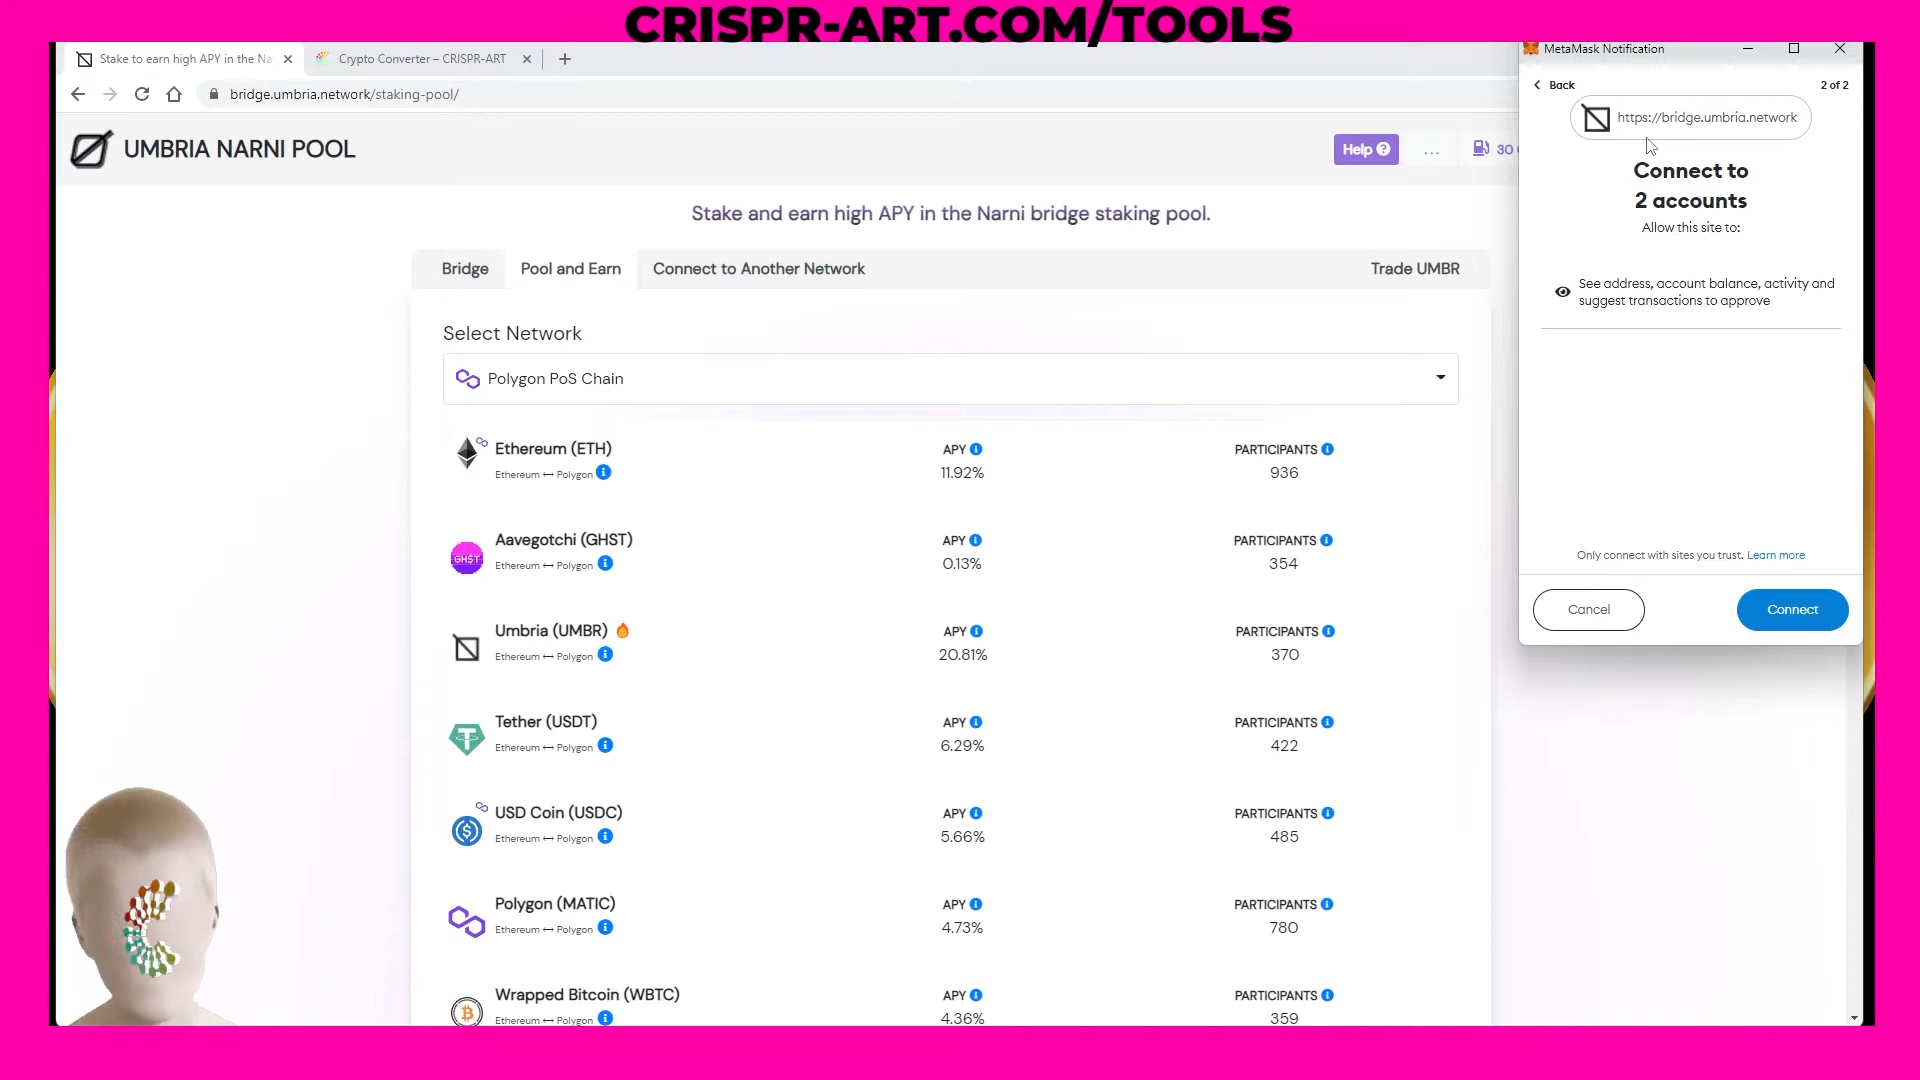 CRISPR-ART.COM/TOOLS
Stake to earn high APY in the Na
Crypto Converter – CRISPR-ART
bridge.umbria.network/staking-pool/
UMBRIA NARNI POOL
Help
...
30
Stake and earn high APY in the Narni bridge staking pool.
Bridge
Pool and Earn
Connect to Another Network
Trade UMBR
Select Network
Polygon PoS Chain
Ethereum (ETH)
Ethereum ↔ Polygon
APY
11.92%
PARTICIPANTS
936
GHST
Aavegotchi (GHST)
Ethereum ↔ Polygon
APY
0.13%
PARTICIPANTS
354
Umbria (UMBR)
Ethereum ↔ Polygon
APY
20.81%
PARTICIPANTS
370
Tether (USDT)
Ethereum ↔ Polygon
APY
6.29%
PARTICIPANTS
422
USD Coin (USDC)
Ethereum ↔ Polygon
APY
5.66%
PARTICIPANTS
485
Polygon (MATIC)
Ethereum ↔ Polygon
APY
4.73%
PARTICIPANTS
780
Wrapped Bitcoin (WBTC)
Ethereum ↔ Polygon
APY
4.36%
PARTICIPANTS
359
MetaMask Notification
Back
2 of 2
https://bridge.umbria.network
Connect to
2 accounts
Allow this site to:
See address, account balance, activity and
suggest transactions to approve
Only connect with sites you trust. Learn more
Cancel
Connect